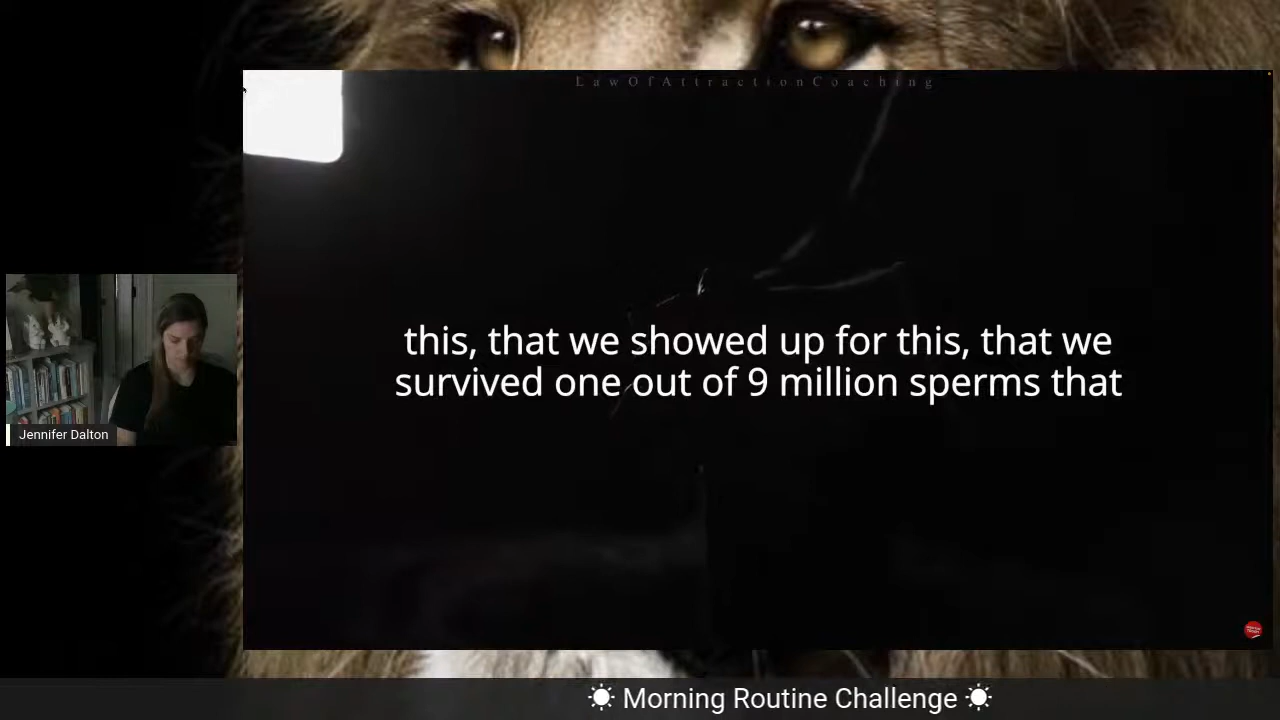 LawOfAttractionCoaching
this, that we showed up for this, that we
survived one out of 9 million sperms that
Jennifer Dalton
☀ Morning Routine Challenge ☀